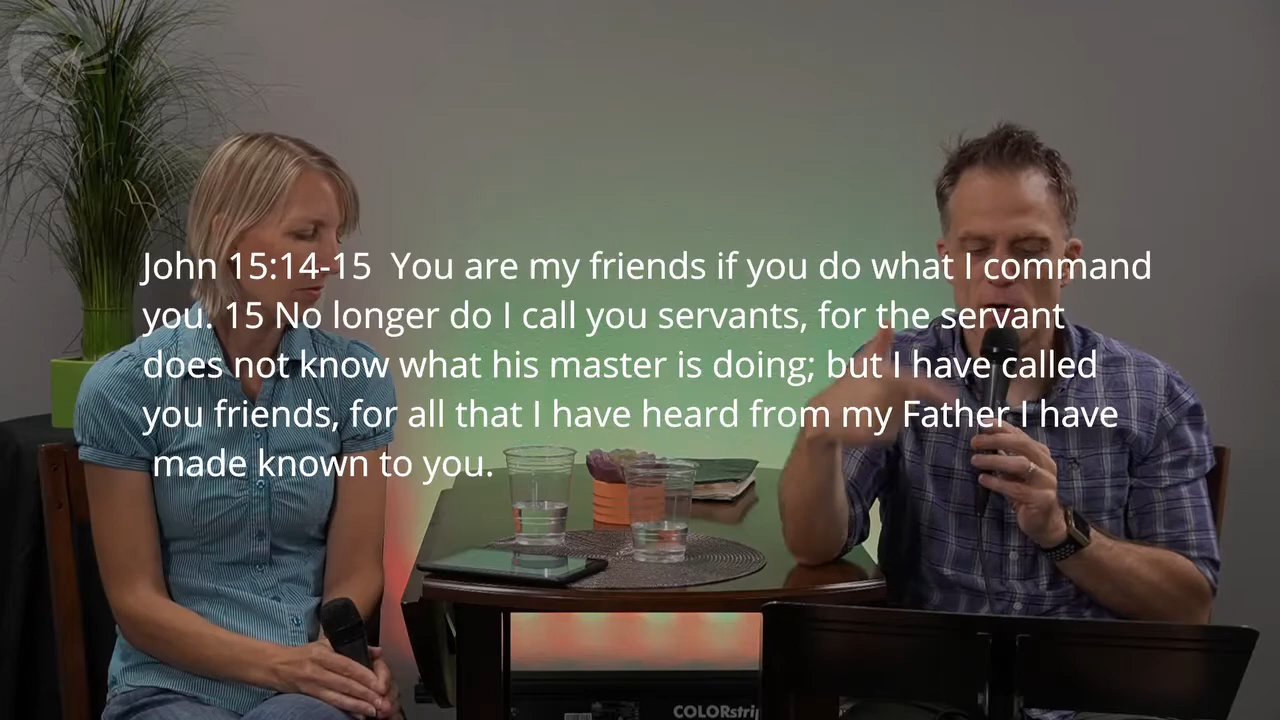 John 15:14-15  You are my friends if you do what I command
you. 15 No longer do I call you servants, for the servant
does not know what his master is doing; but I have called
you friends, for all that I have heard from my Father I have
made known to you.
COLORstrip